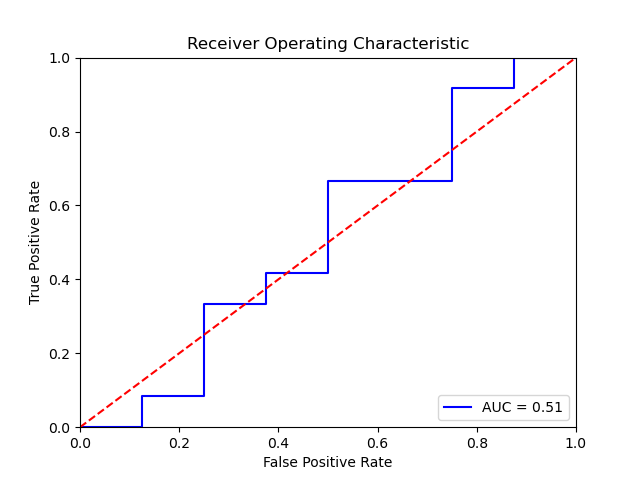 Receiver Operating Characteristic
1.0
0.8
0.6
0.4
0.2
0.0
True Positive Rate
AUC = 0.51
0.0 0.2 0.4 0.6 0.8 1.0
False Positive Rate